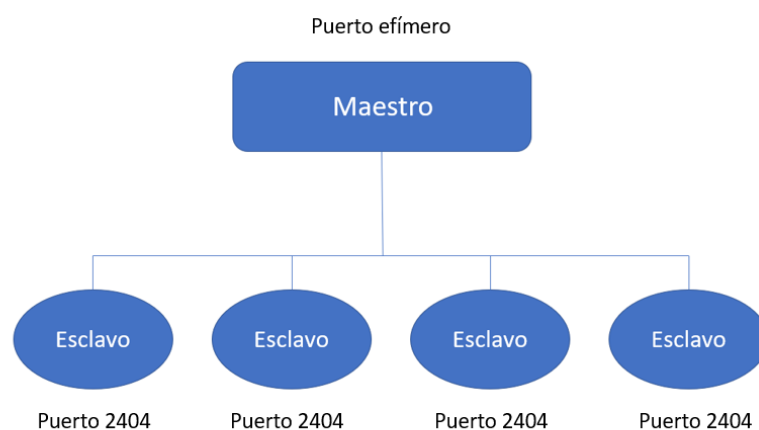 Puerto efímero
Maestro
Esclavo Esclavo Esclavo Esclavo
Puerto 2404 Puerto 2404 Puerto 2404 Puerto 2404